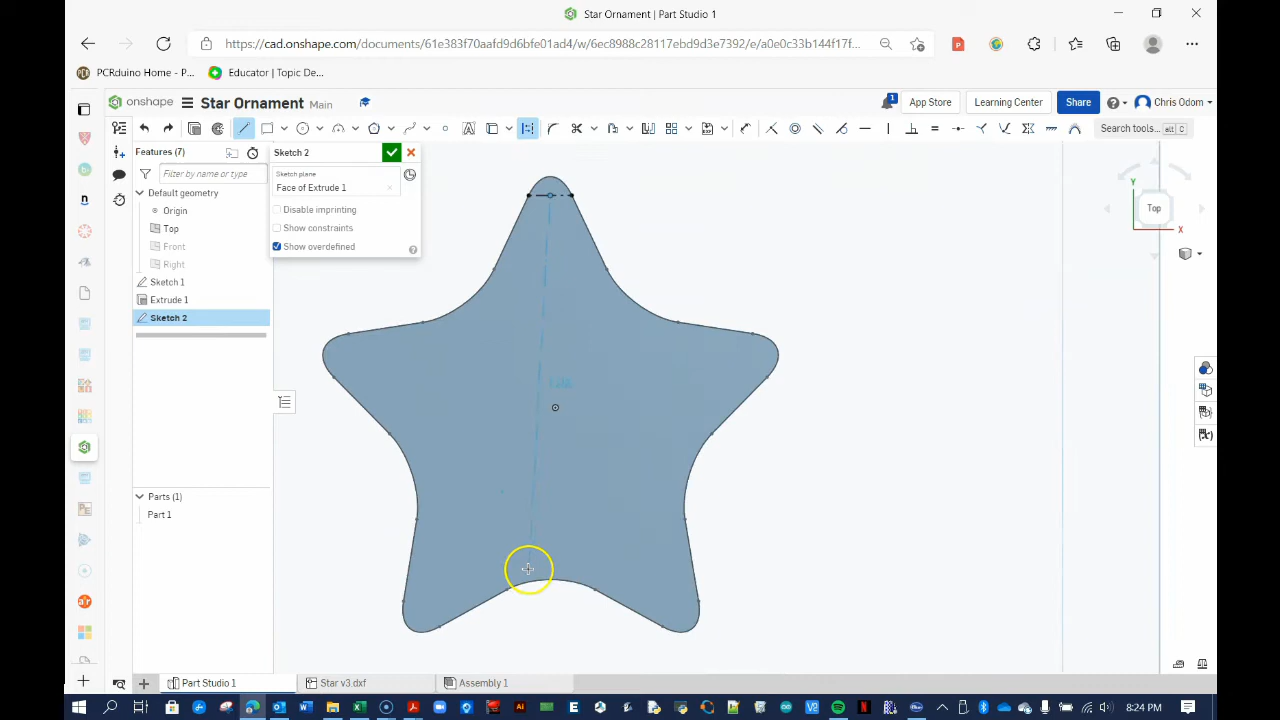 Star Ornament | Part Studio 1
https://cad.onshape.com/documents/61e383f70aafd9d6bfe01ad4/w/6ec8988c28117ebd9d3e7392/e/a0e0c33b144f17f...
PCRduino Home - P...
Educator | Topic De...
onshape
Star Ornament
Main
1
App Store
Learning Center
Share
Chris Odom
Search tools...
alt
C
Features (7)
Filter by name or type
Default geometry
Origin
Top
Front
Right
Sketch 1
Extrude 1
Sketch 2
Sketch 2
Sketch plane
Face of Extrude 1
Disable imprinting
Show constraints
Show overdefined
Y
Top
X
Parts (1)
Part 1
Part Studio 1
Star v3.dxf
Assembly 1
8:24 PM